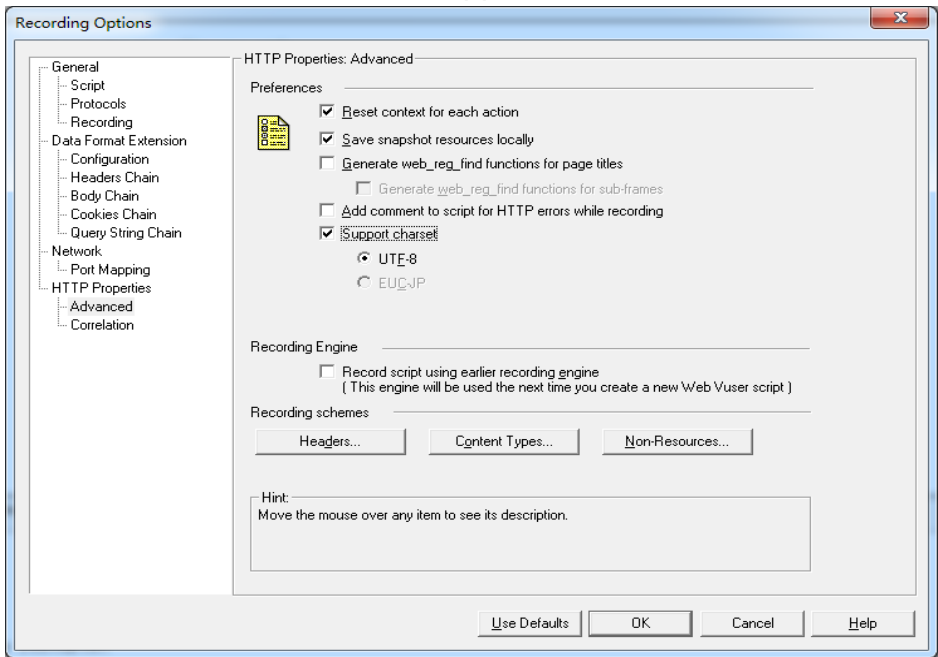 Recording Options
General
Script
Protocols
Recording
Data Format Extension
Configuration
Headers Chain
Body Chain
Cookies Chain
Query String Chain
Network
Port Mapping
HTTP Properties
Advanced
Correlation
HTTP Properties: Advanced
Preferences
Reset context for each action
Save snapshot resources locally
Generate web_reg_find functions for page titles
Generate web_reg_find functions for sub-frames
Add comment to script for HTTP errors while recording
Support charset
UTF-8
EUC-JP
Recording Engine
Record script using earlier recording engine
( This engine will be used the next time you create a new Web Vuser script )
Recording schemes
Headers... Content Types... Non-Resources...
Hint:
Move the mouse over any item to see its description.
Use Defaults OK Cancel Help